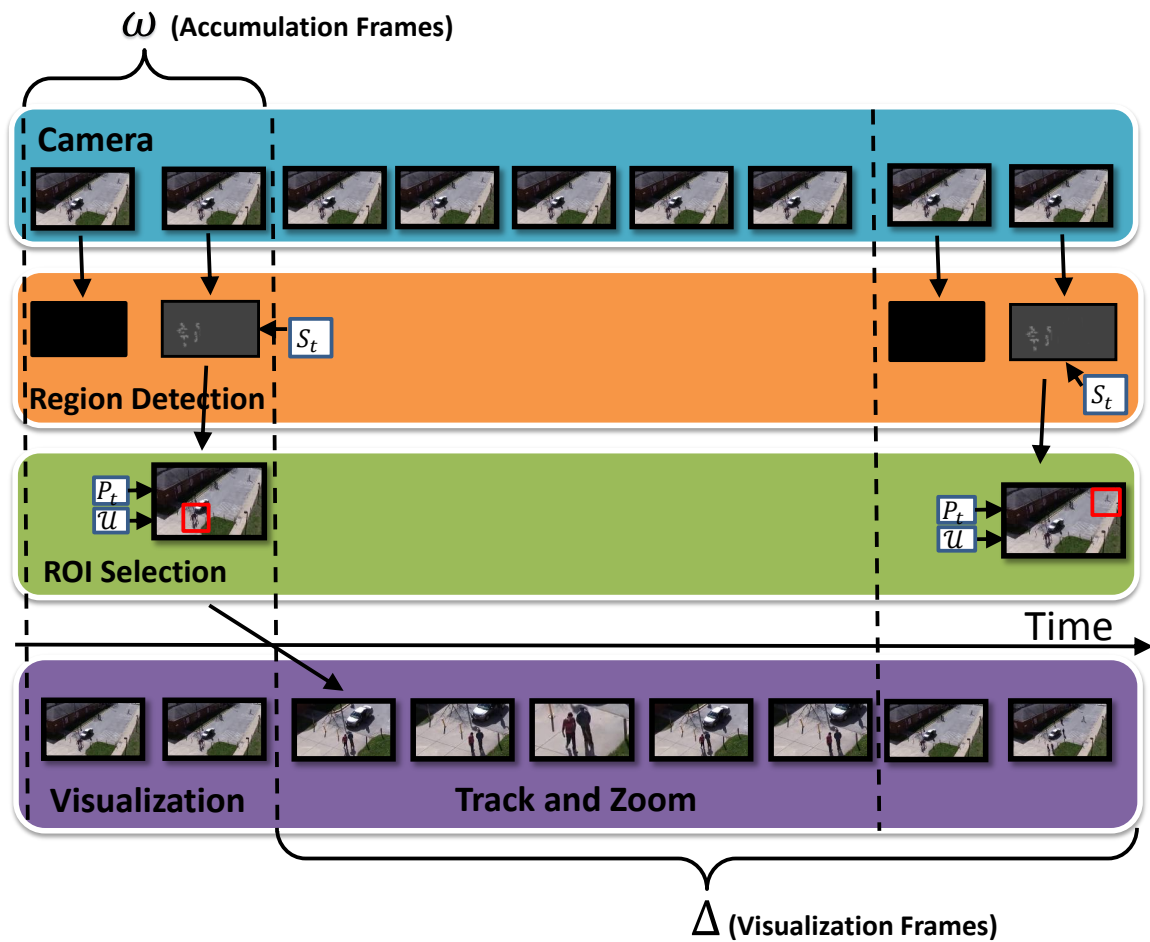 ω (Accumulation Frames)
Camera
S_t
Region Detection
S_t
P_t
U
ROI Selection
P_t
U
Time
Visualization
Track and Zoom
Δ (Visualization Frames)